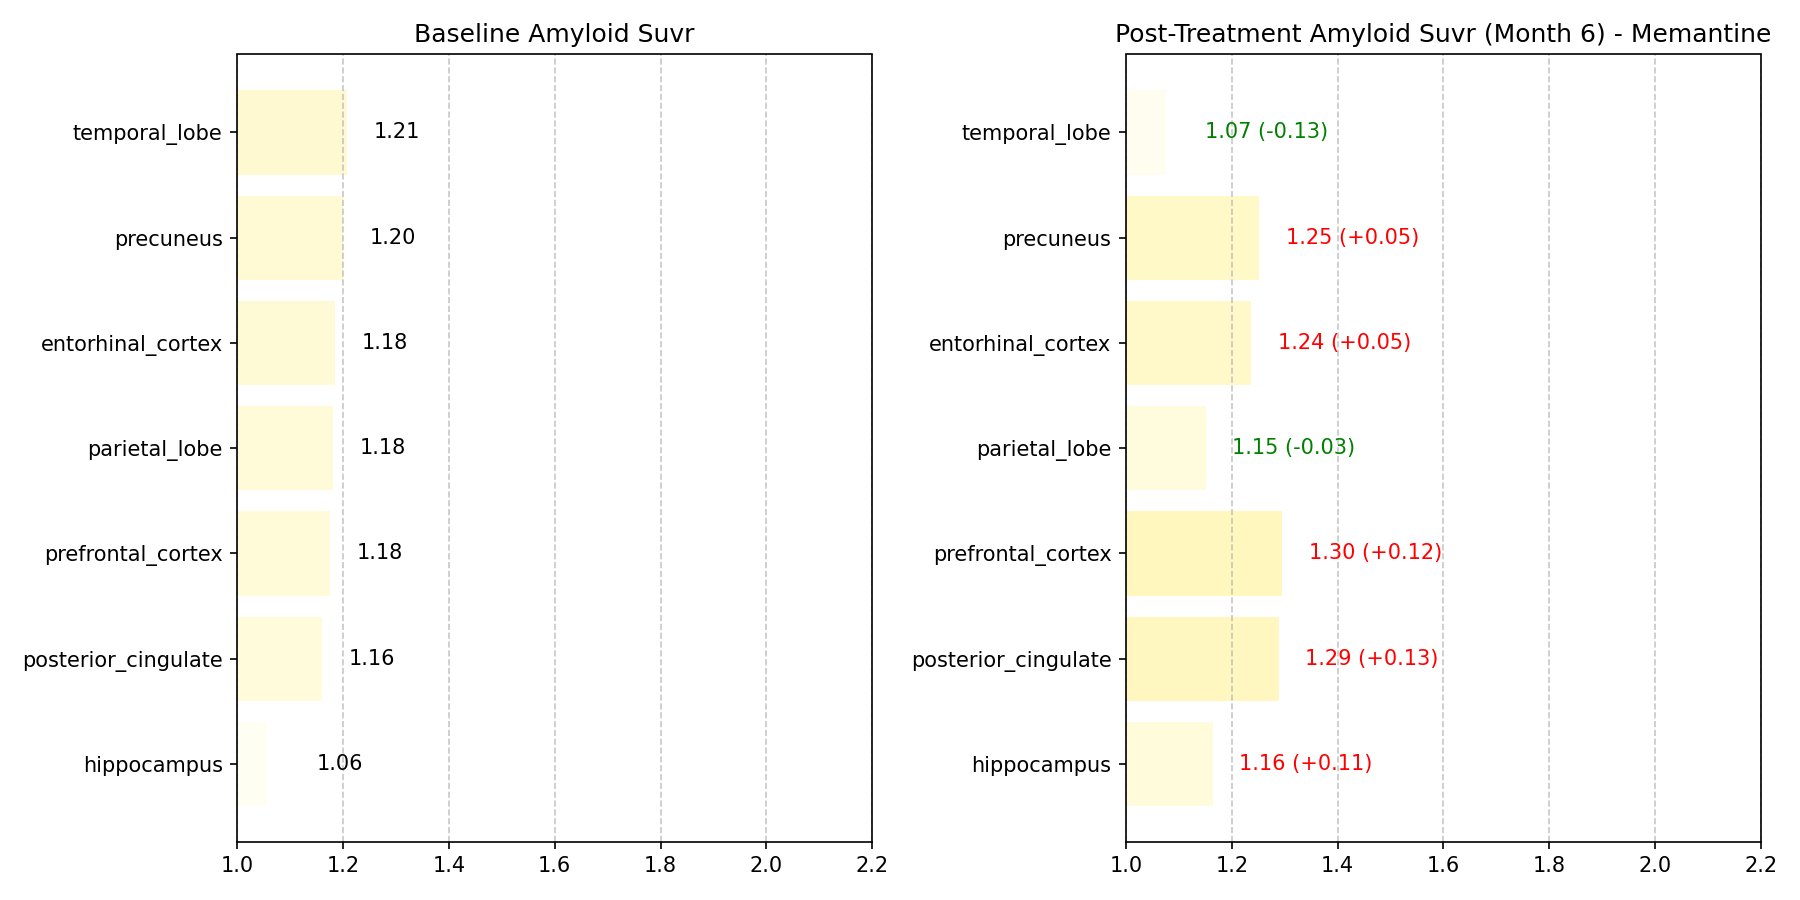 Baseline Amyloid Suvr
temporal_lobe 1.21
precuneus 1.20
entorhinal_cortex 1.18
parietal_lobe 1.18
prefrontal_cortex 1.18
posterior_cingulate 1.16
hippocampus 1.06
1.0 1.2 1.4 1.6 1.8 2.0 2.2
Post-Treatment Amyloid Suvr (Month 6) - Memantine
temporal_lobe 1.07 (-0.13)
precuneus 1.25 (+0.05)
entorhinal_cortex 1.24 (+0.05)
parietal_lobe 1.15 (-0.03)
prefrontal_cortex 1.30 (+0.12)
posterior_cingulate 1.29 (+0.13)
hippocampus 1.16 (+0.11)
1.0 1.2 1.4 1.6 1.8 2.0 2.2